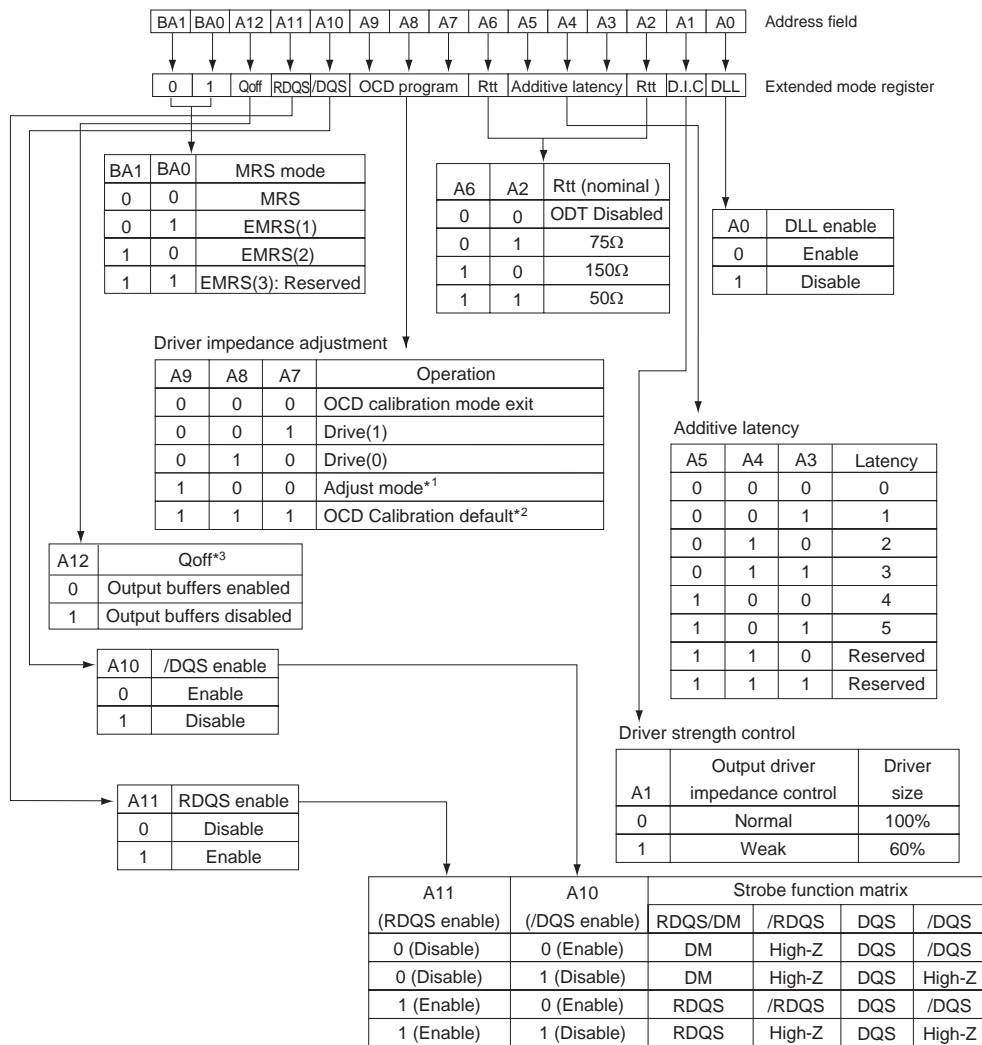 BA1 BA0 A12 A11 A10 A9 A8 A7 A6 A5 A4 A3 A2 A1 A0 Address field
0 1 Qoff RDQS /DQS OCD program Rtt Additive latency Rtt D.I.C DLL Extended mode register
BA1 BA0 MRS mode
0 0 MRS
0 1 EMRS(1)
1 0 EMRS(2)
1 1 EMRS(3): Reserved
A6 A2 Rtt (nominal )
0 0 ODT Disabled
0 1 75Ω
1 0 150Ω
1 1 50Ω
A0 DLL enable
0 Enable
1 Disable
Driver impedance adjustment
A9 A8 A7 Operation
0 0 0 OCD calibration mode exit
0 0 1 Drive(1)
0 1 0 Drive(0)
1 0 0 Adjust mode*1
1 1 1 OCD Calibration default*2
Additive latency
A5 A4 A3 Latency
0 0 0 0
0 0 1 1
0 1 0 2
0 1 1 3
1 0 0 4
1 0 1 5
1 1 0 Reserved
1 1 1 Reserved
A12 Qoff*3
0 Output buffers enabled
1 Output buffers disabled
A10 /DQS enable
0 Enable
1 Disable
Driver strength control
Output driver Driver
A1 impedance control size
0 Normal 100%
1 Weak 60%
A11 RDQS enable
0 Disable
1 Enable
A11 A10 Strobe function matrix
(RDQS enable) (/DQS enable) RDQS/DM /RDQS DQS /DQS
0 (Disable) 0 (Enable) DM High-Z DQS /DQS
0 (Disable) 1 (Disable) DM High-Z DQS High-Z
1 (Enable) 0 (Enable) RDQS /RDQS DQS /DQS
1 (Enable) 1 (Disable) RDQS High-Z DQS High-Z